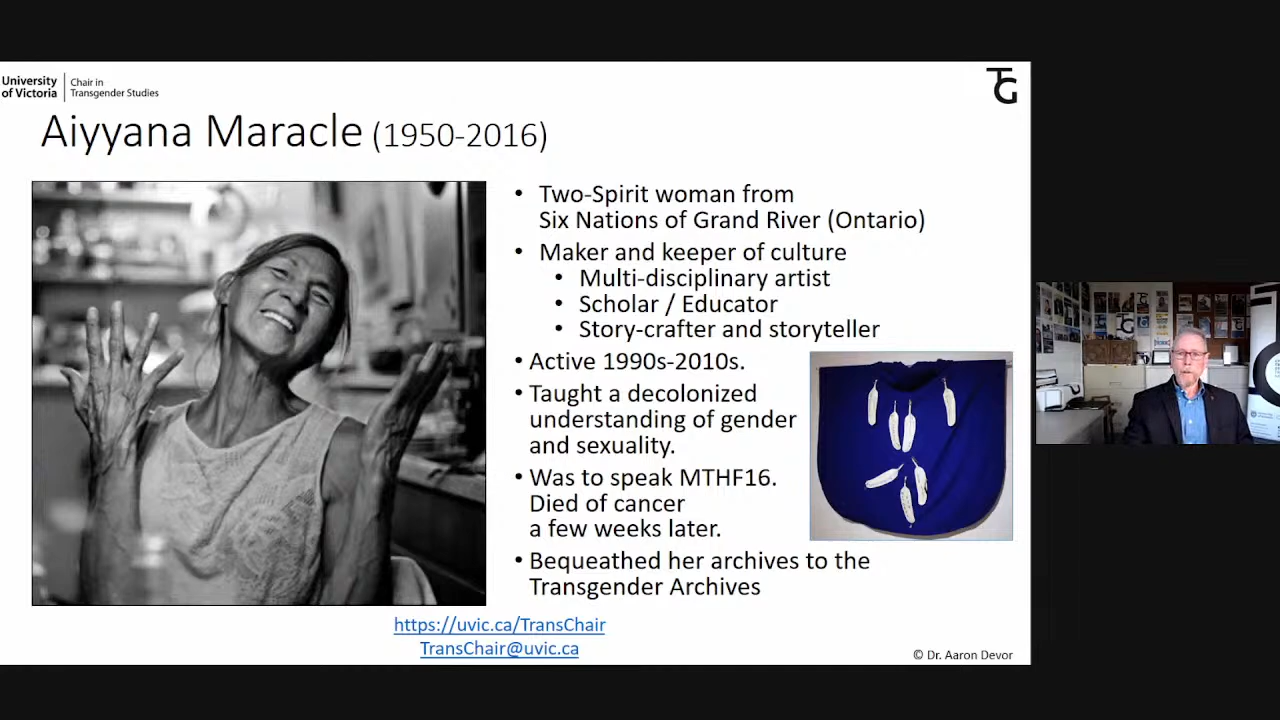 University
of Victoria
Chair in
Transgender Studies
TG
Aiyyana Maracle (1950-2016)
• Two-Spirit woman from
Six Nations of Grand River (Ontario)
• Maker and keeper of culture
• Multi-disciplinary artist
• Scholar / Educator
• Story-crafter and storyteller
• Active 1990s-2010s.
• Taught a decolonized
understanding of gender
and sexuality.
• Was to speak MTHF16.
Died of cancer
a few weeks later.
• Bequeathed her archives to the
Transgender Archives
https://uvic.ca/TransChair
TransChair@uvic.ca
© Dr. Aaron Devor